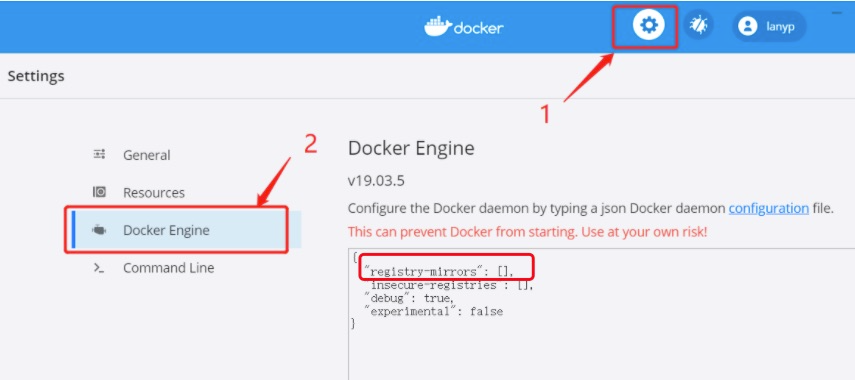 docker
lanyp
1
Settings
2
General
Resources
Docker Engine
Command Line
Docker Engine
v19.03.5
Configure the Docker daemon by typing a json Docker daemon configuration file.
This can prevent Docker from starting. Use at your own risk!
{
"registry-mirrors": [],
"insecure-registries": [],
"debug": true,
"experimental": false
}